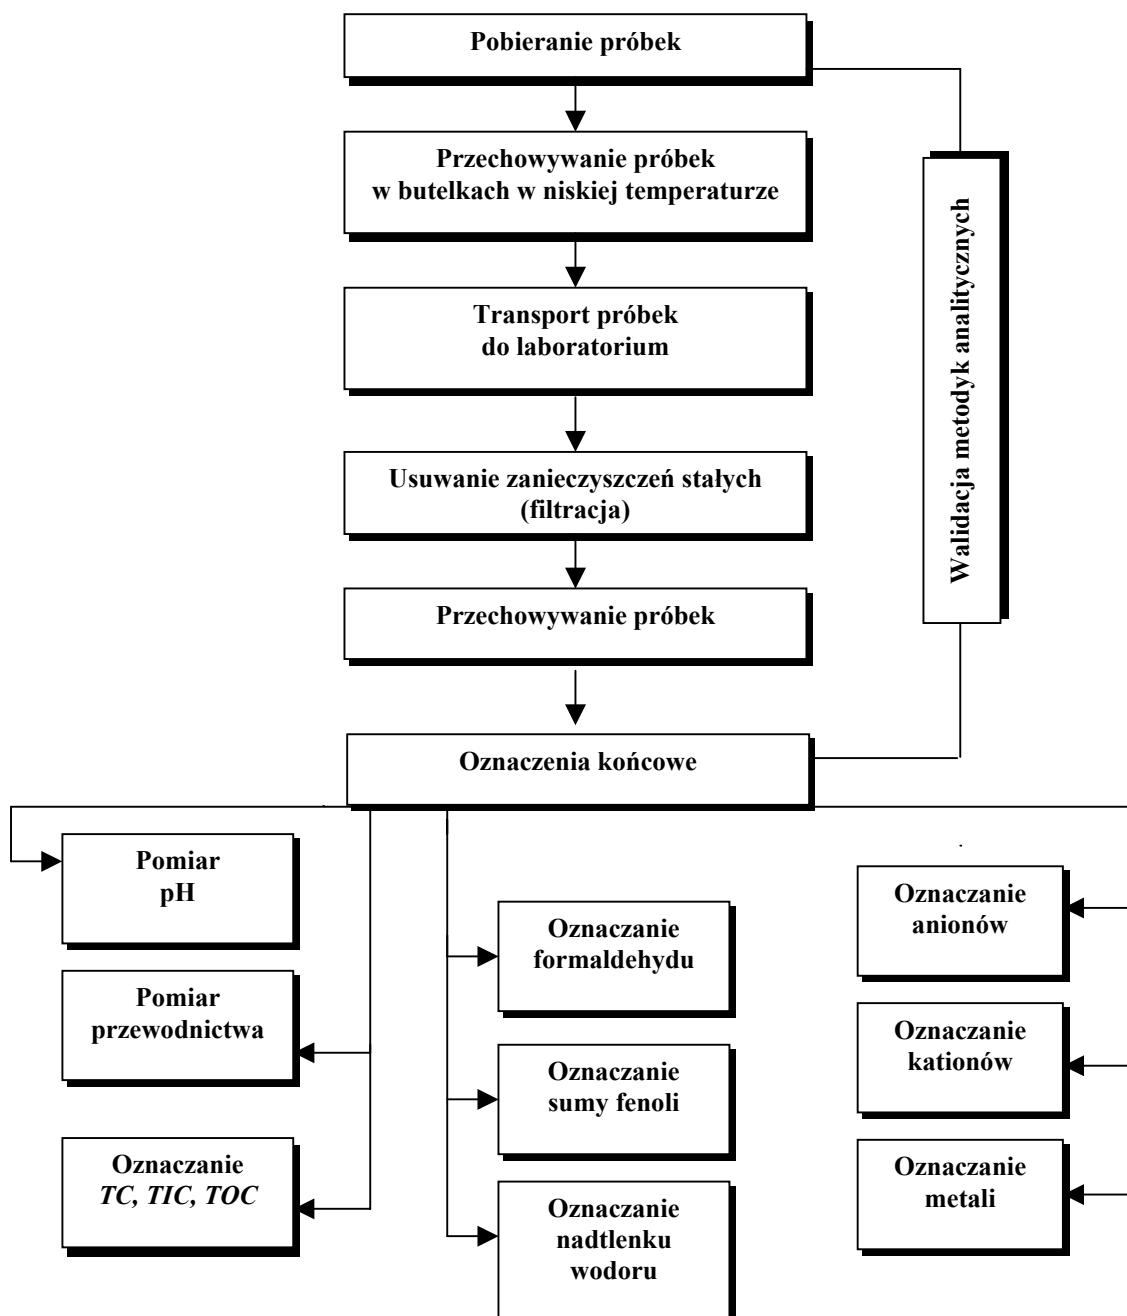 Pobieranie próbek
Przechowywanie próbek
w butelkach w niskiej temperaturze
Transport próbek
do laboratorium
Usuwanie zanieczyszczeń stałych
(filtracja)
Przechowywanie próbek
Oznaczenia końcowe
Walidacja metodyk analitycznych
Pomiar
pH
Pomiar
przewodnictwa
Oznaczanie
TC, TIC, TOC
Oznaczanie
formaldehydu
Oznaczanie
sumy fenoli
Oznaczanie
nadtlenku
wodoru
Oznaczanie
anionów
Oznaczanie
kationów
Oznaczanie
metali